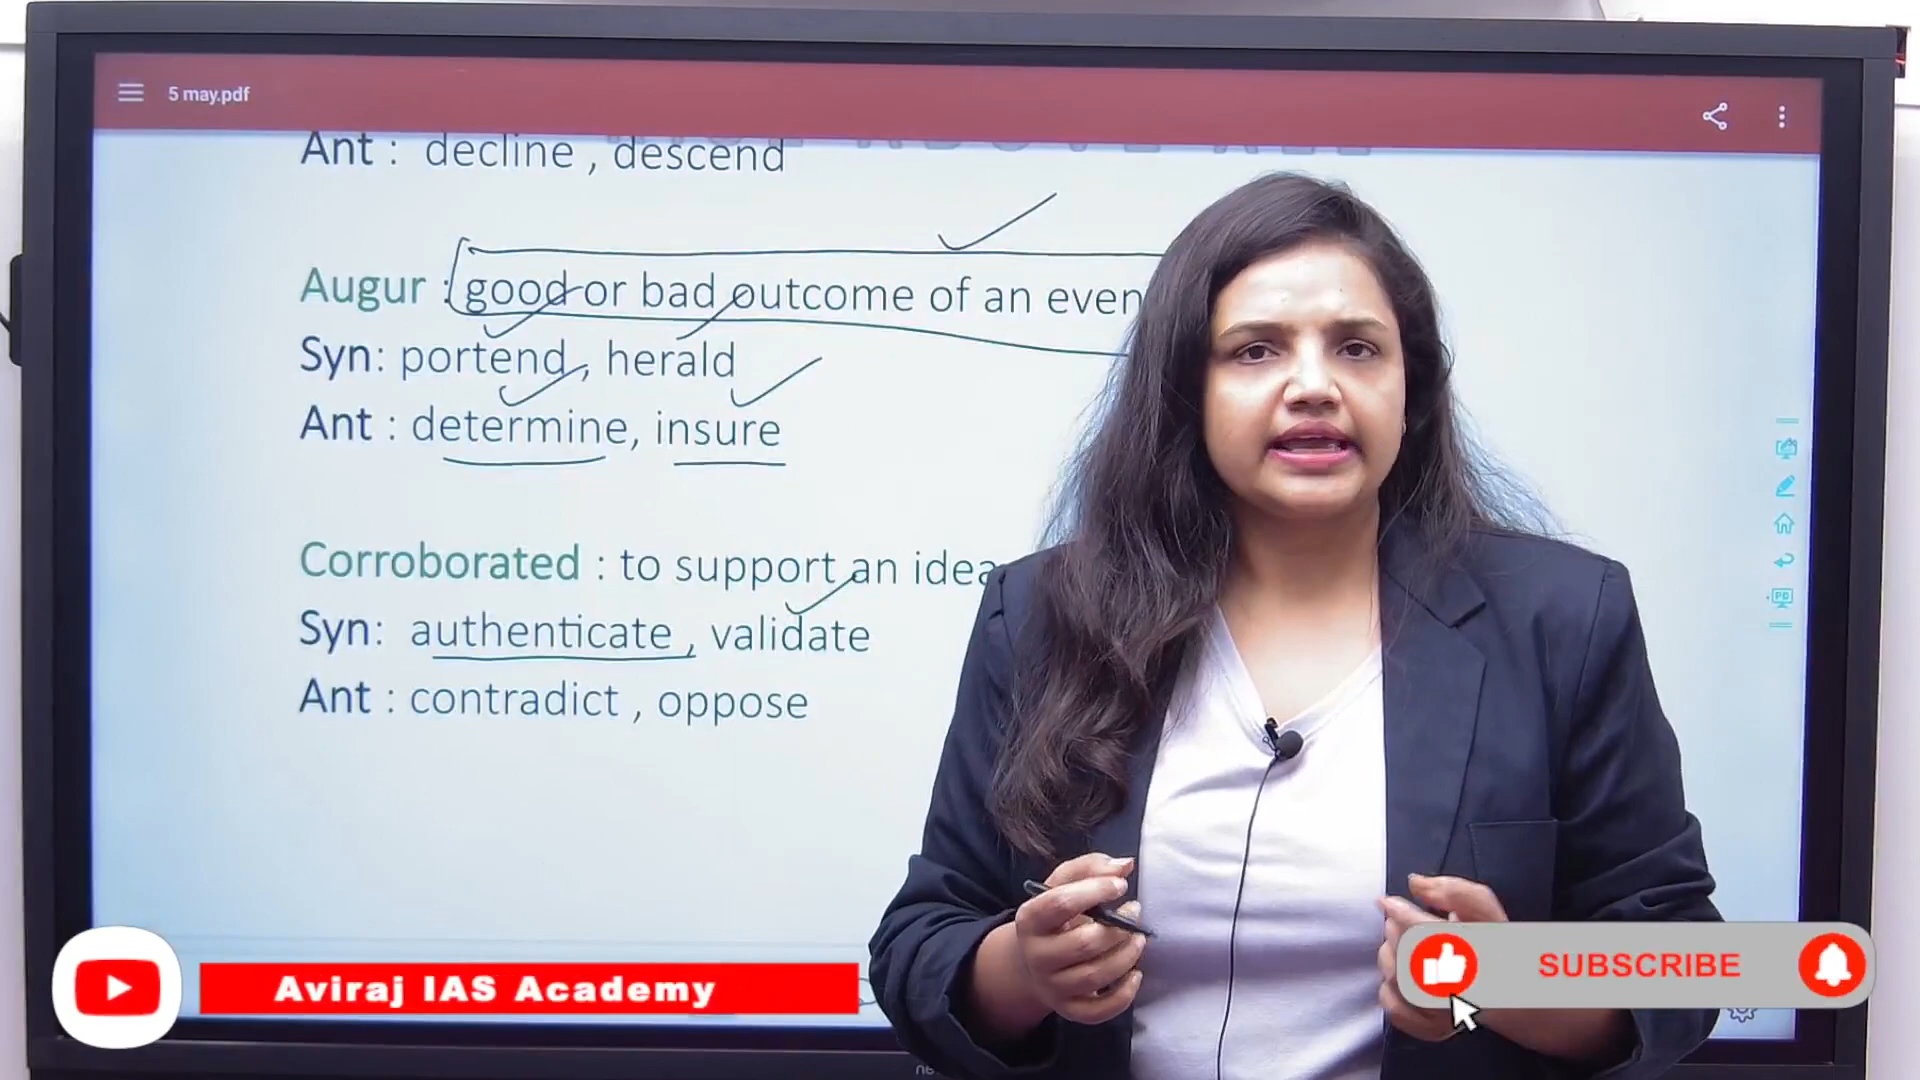 5 may.pdf
Ant : decline , descend
Augur : good or bad outcome of an even
Syn: portend , herald
Ant : determine, insure
Corroborated : to support an idea
Syn: authenticate , validate
Ant : contradict , oppose
Aviraj IAS Academy
SUBSCRIBE